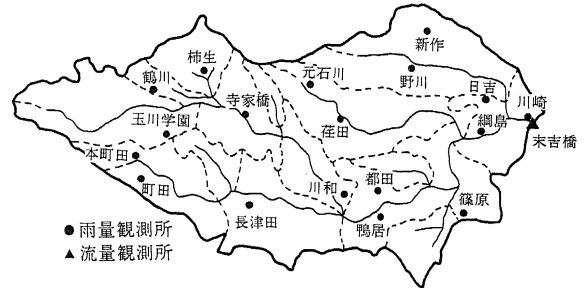 新作
柿生
元石川
野川
鶴川
日吉
寺家橋
川崎
玉川学園
荏田
綱島
末吉橋
本町田
町田
川和
都田
篠原
長津田
鴨居
●雨量観測所
▲流量観測所